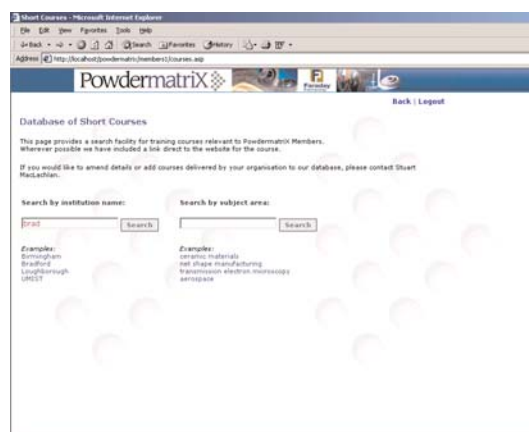 Short Courses - Microsoft Internet Explorer
File Edit View Favorites Tools Help
Back Search Favorites History
Address http://localhost/powdermatrix/members1/courses.asp
PowdermatriX Faraday
Back | Logout
Database of Short Courses
This page provides a search facility for training courses relevant to PowdermatriX Members.
Wherever possible we have included a link direct to the website for the course.
If you would like to amend details or add courses delivered by your organisation to our database, please contact Stuart
MacLachlan.
Search by institution name: Search by subject area:
brad Search Search
Examples: Examples:
Birmingham ceramic materials
Bradford net shape manufacturing
Loughborough transmission electron microscopy
UMIST aerospace